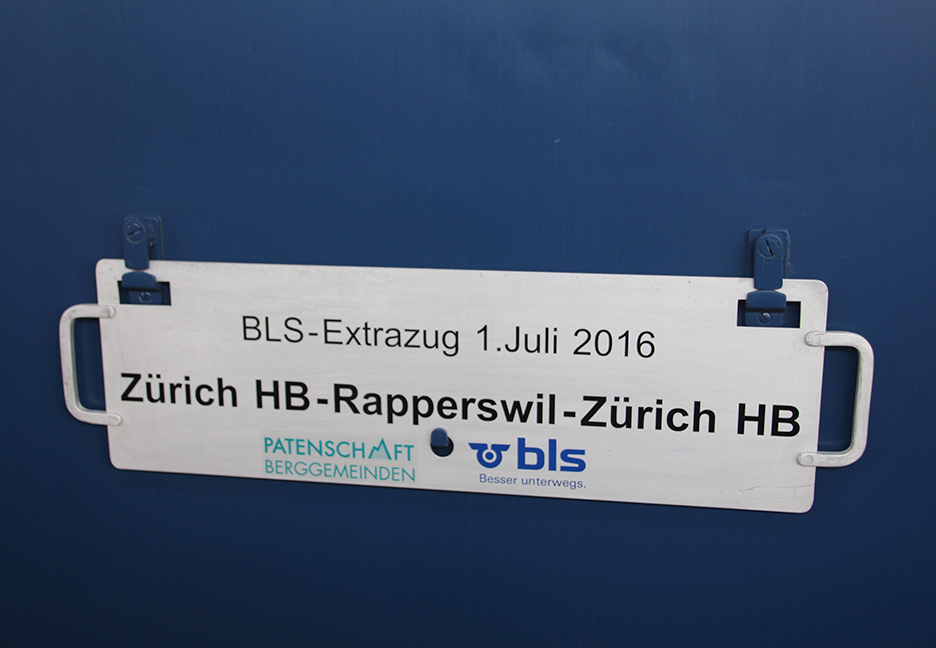 BLS-Extrazug 1.Juli 2016
Zürich HB-Rapperswil-Zürich HB
PATENSCHAFT
BERGGEMEINDEN
bls
Besser unterwegs.